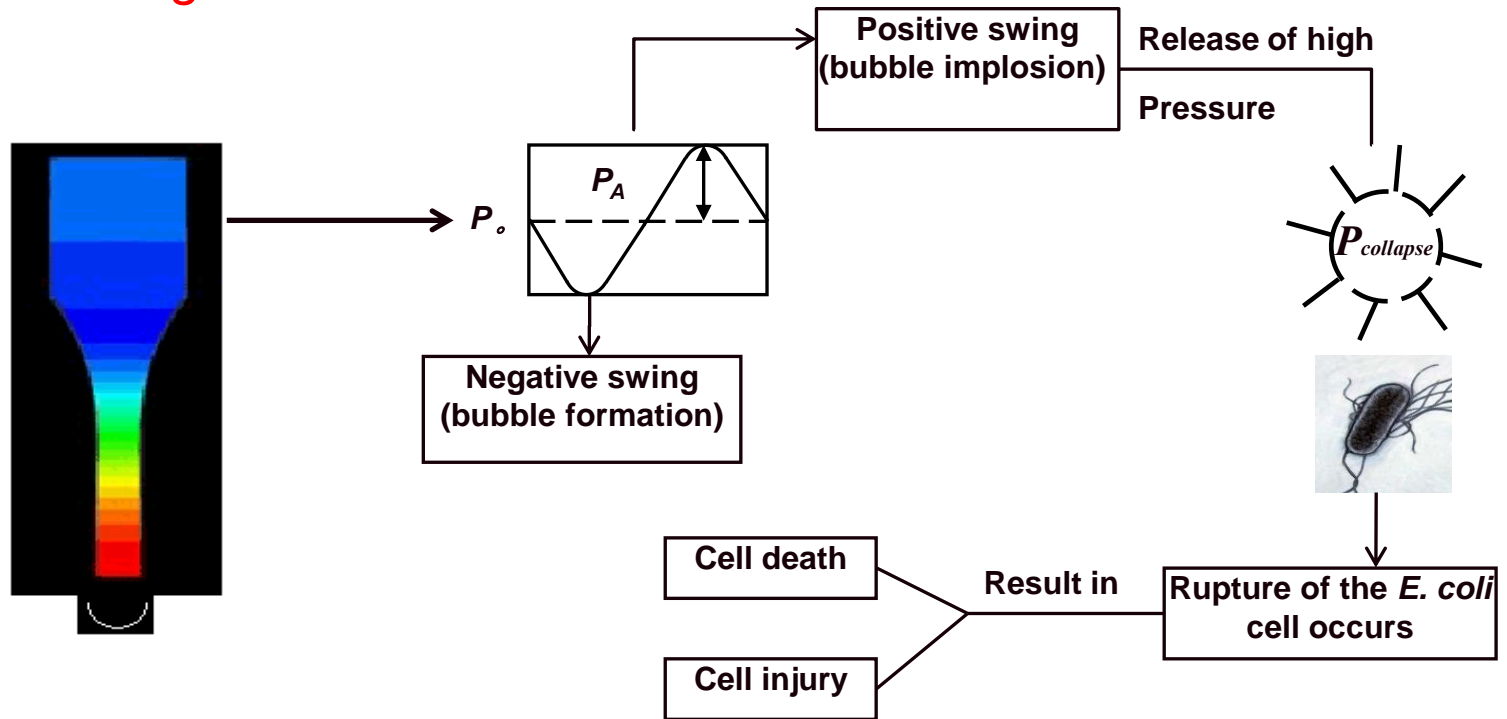 Positive swing
(bubble implosion)
Release of high
Pressure
P_A
P_o
P_collapse
Negative swing
(bubble formation)
Cell death
Result in
Rupture of the E. coli
cell occurs
Cell injury